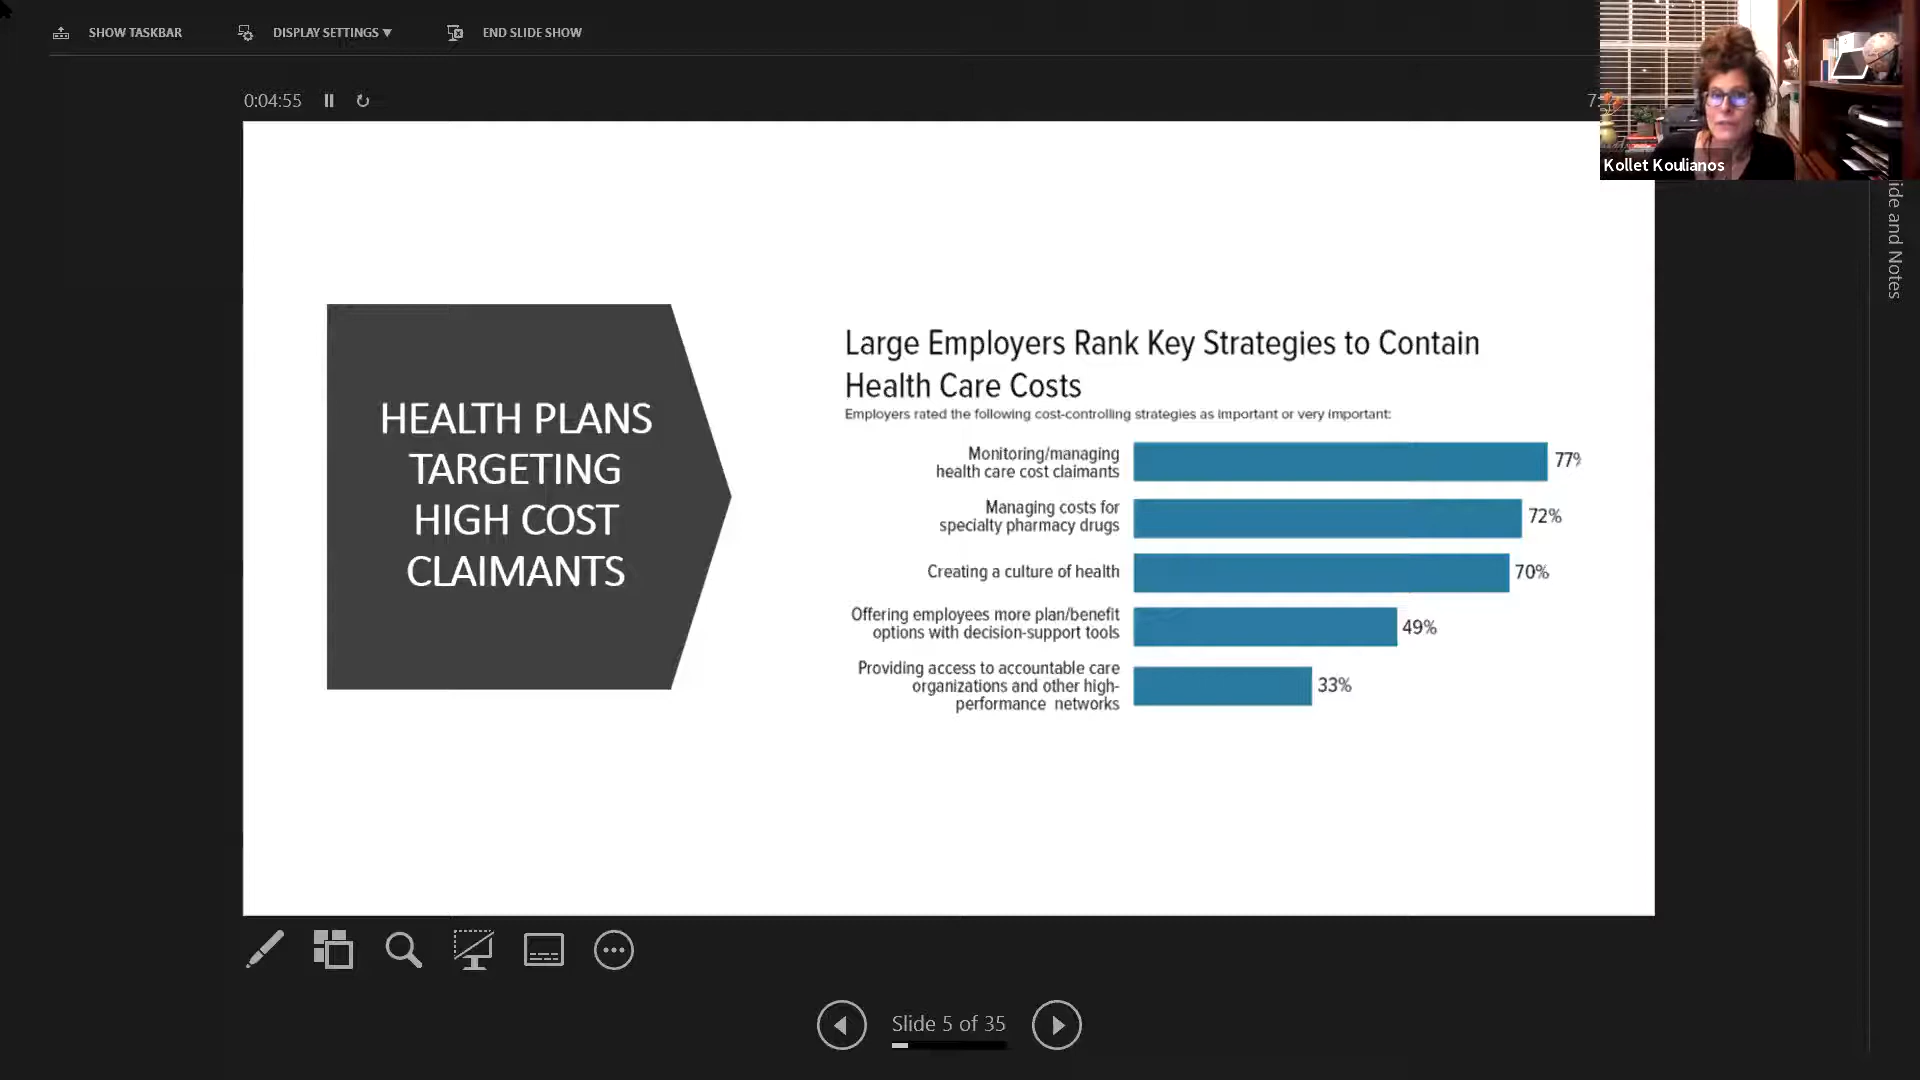 SHOW TASKBAR
DISPLAY SETTINGS ▼
END SLIDE SHOW
0:04:55
Kollet Koulianos
ide and Notes
HEALTH PLANS
TARGETING
HIGH COST
CLAIMANTS
Large Employers Rank Key Strategies to Contain
Health Care Costs
Employers rated the following cost-controlling strategies as important or very important:
Monitoring/managing
health care cost claimants
77%
Managing costs for
specialty pharmacy drugs
72%
Creating a culture of health
70%
Offering employees more plan/benefit
options with decision-support tools
49%
Providing access to accountable care
organizations and other high-
performance networks
33%
Slide 5 of 35